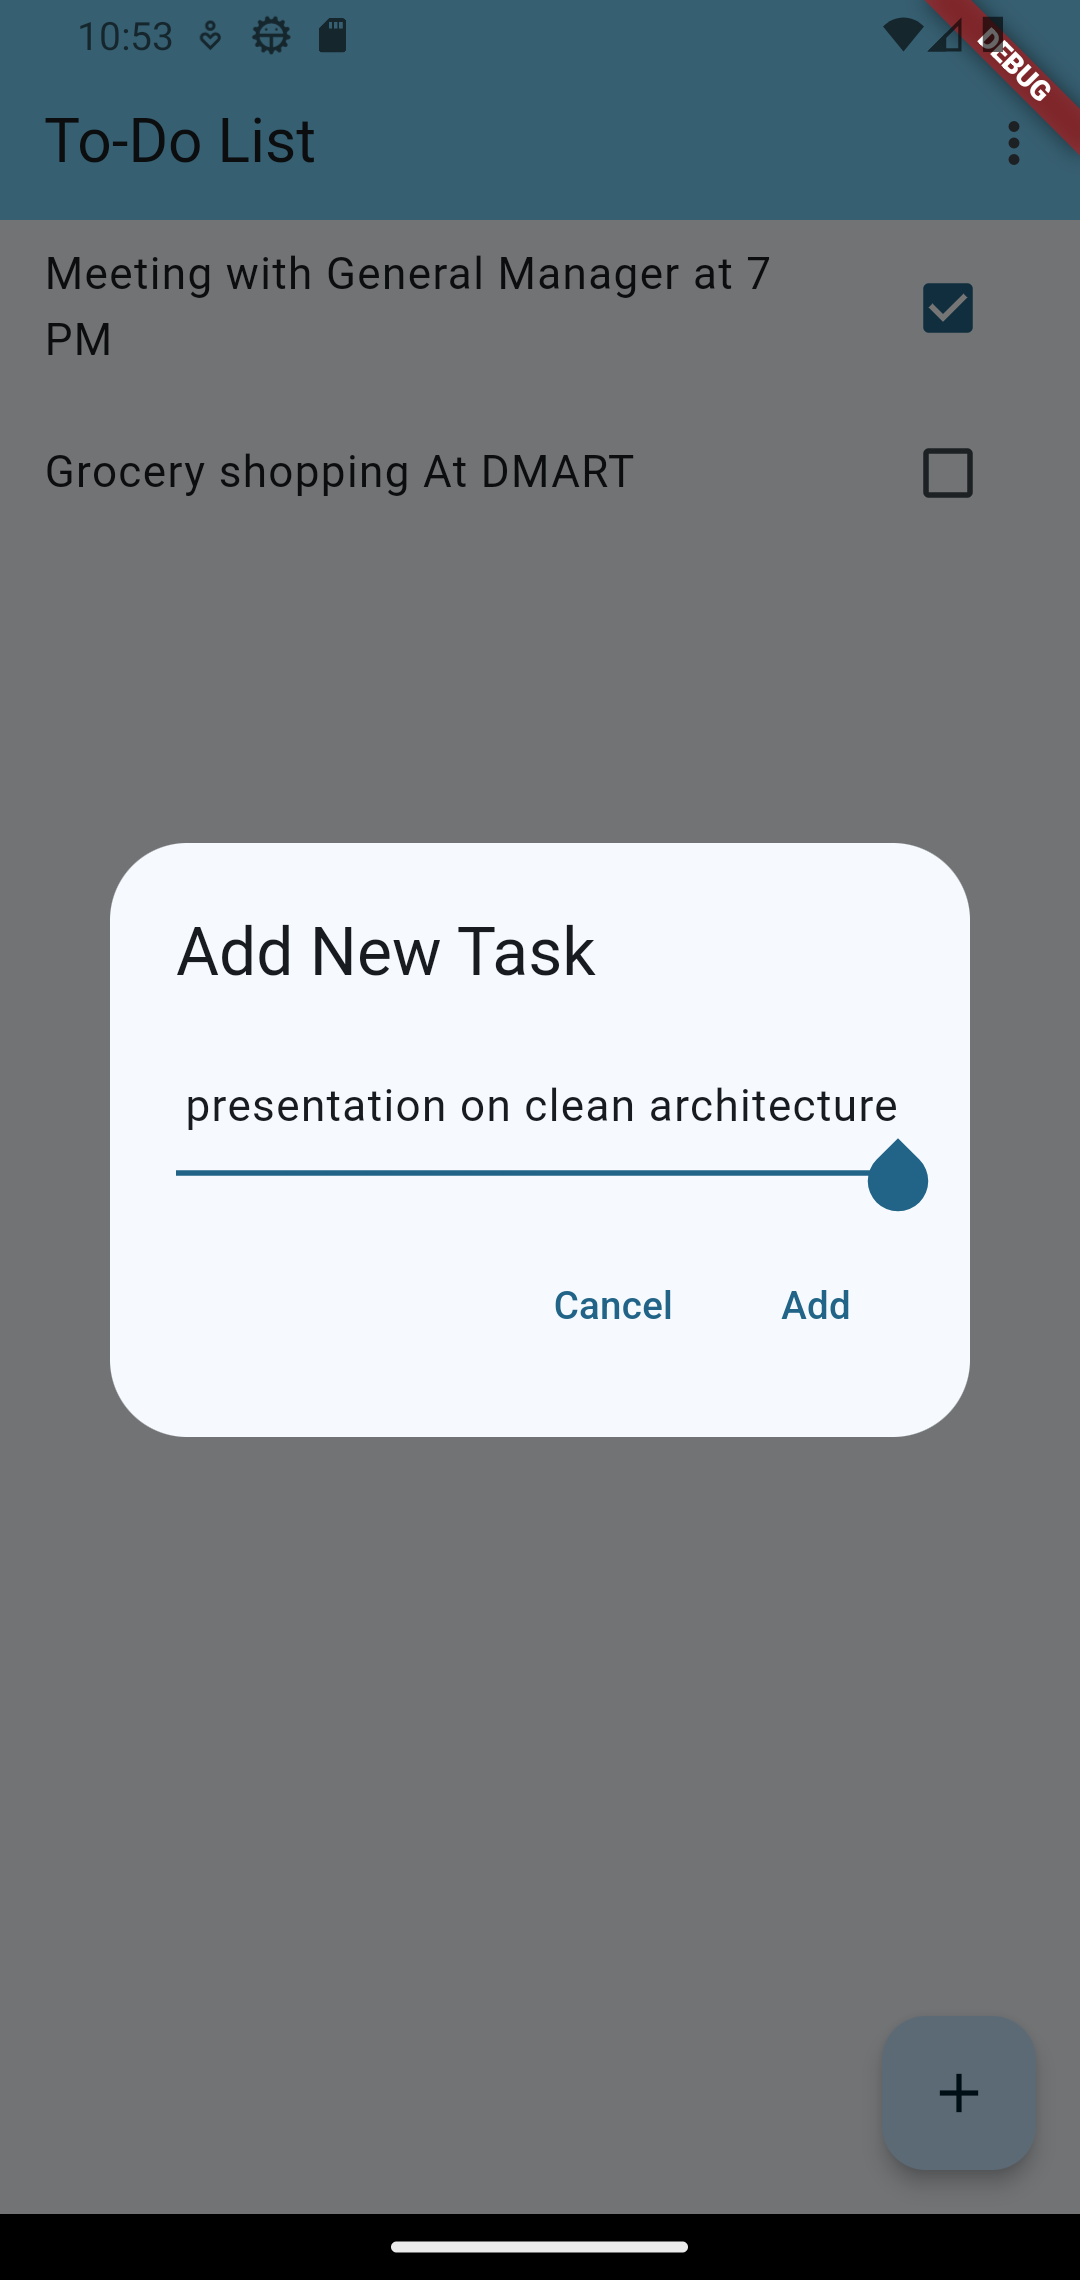 10:53
DEBUG
To-Do List
Meeting with General Manager at 7
PM
Grocery shopping At DMART
Add New Task
presentation on clean architecture
Cancel Add